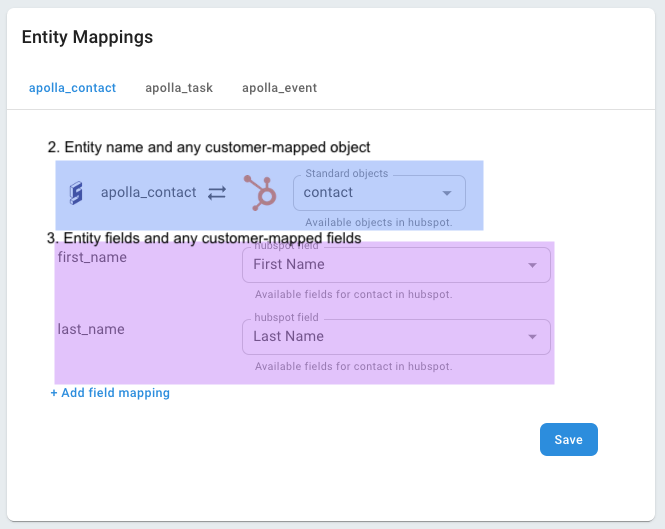 Entity Mappings
apolla_contact apolla_task apolla_event
2. Entity name and any customer-mapped object
Standard objects
apolla_contact contact
Available objects in hubspot.
3. Entity fields and any customer-mapped fields
hubspot field
first_name First Name
Available fields for contact in hubspot.
hubspot field
last_name Last Name
Available fields for contact in hubspot.
+ Add field mapping
Save